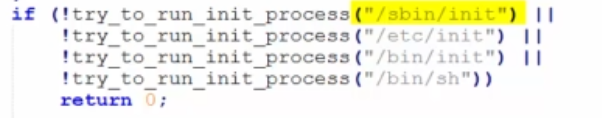 if (!try_to_run_init_process("/sbin/init") ||
!try_to_run_init_process("/etc/init") ||
!try_to_run_init_process("/bin/init") ||
!try_to_run_init_process("/bin/sh"))
return 0;